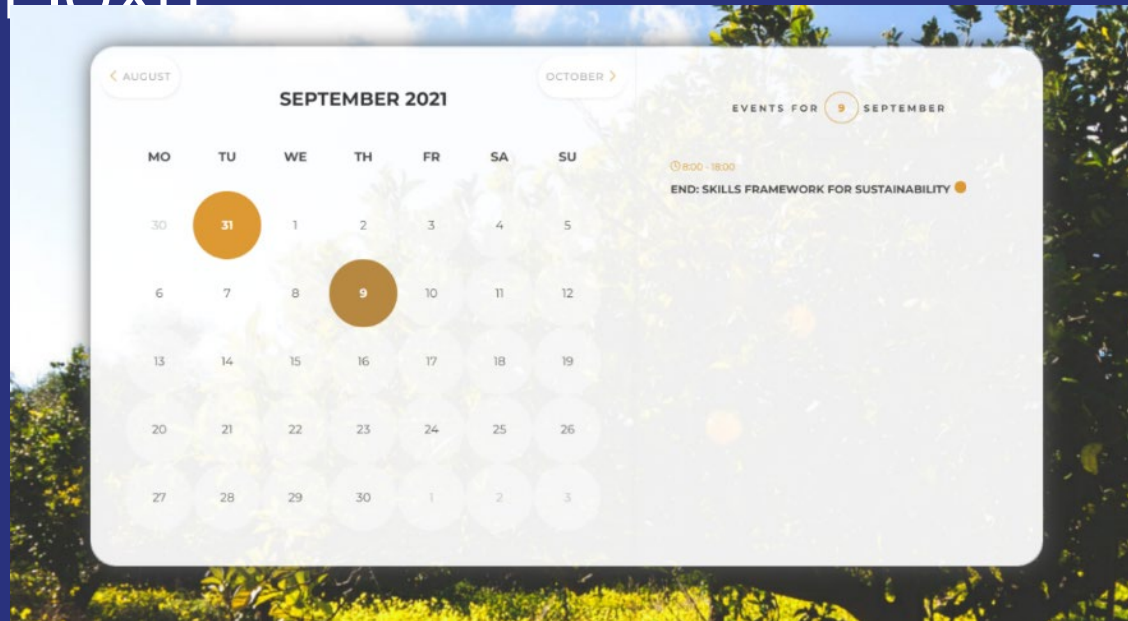 AUGUST
OCTOBER
SEPTEMBER 2021
MO TU WE TH FR SA SU
30 31 1 2 3 4 5
6 7 8 9 10 11 12
13 14 15 16 17 18 19
20 21 22 23 24 25 26
27 28 29 30 1 2 3
EVENTS FOR 9 SEPTEMBER
8:00 - 18:00
END: SKILLS FRAMEWORK FOR SUSTAINABILITY